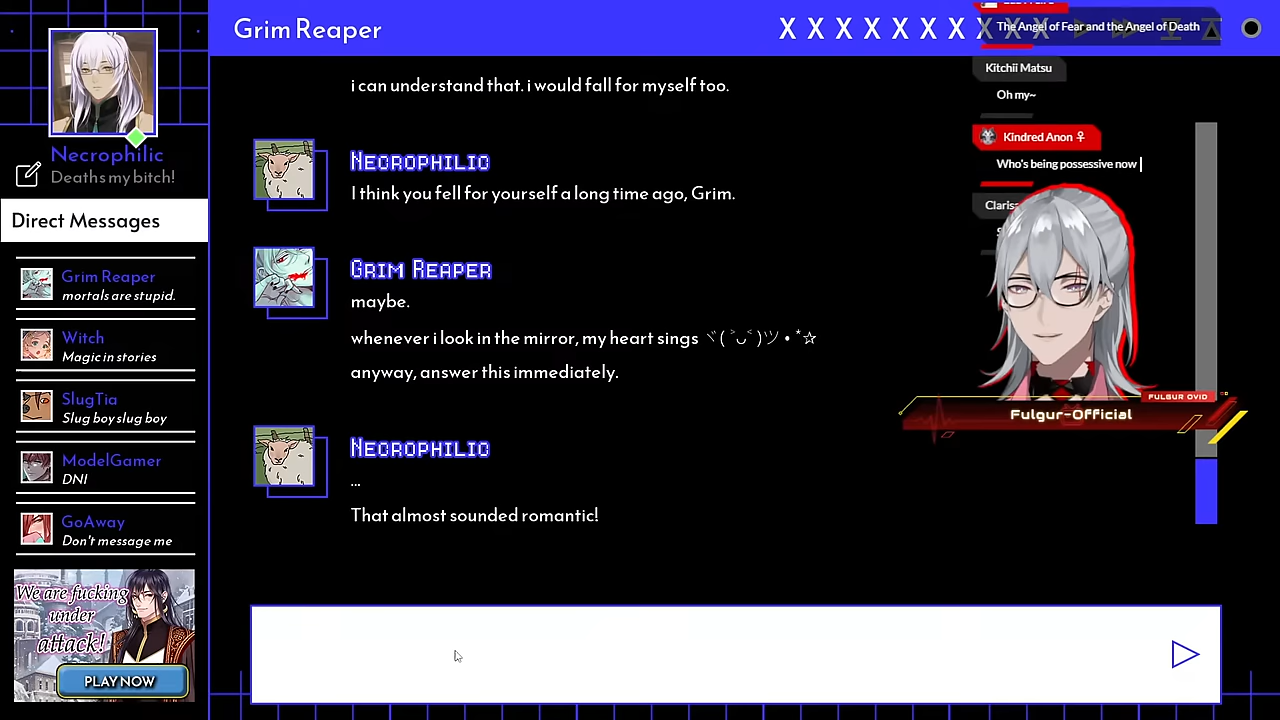 Grim Reaper
X X X X X X X X X X
The Angel of Fear and the Angel of Death
Kitchii Matsu
Oh my~
Kindred Anon
Who's being possessive now
FULGUR OVID
Fulgur-Official
Necrophilic
Deaths my bitch!
Direct Messages
Grim Reaper
mortals are stupid.
Witch
Magic in stories
SlugTia
Slug boy slug boy
ModelGamer
DNI
GoAway
Don't message me
We are fucking
under
attack!
PLAY NOW
i can understand that. i would fall for myself too.
Necrophilic
I think you fell for yourself a long time ago, Grim.
Grim Reaper
maybe.
whenever i look in the mirror, my heart sings ヾ(˃ᴗ˂)ツ • *☆
anyway, answer this immediately.
Necrophilic
...
That almost sounded romantic!